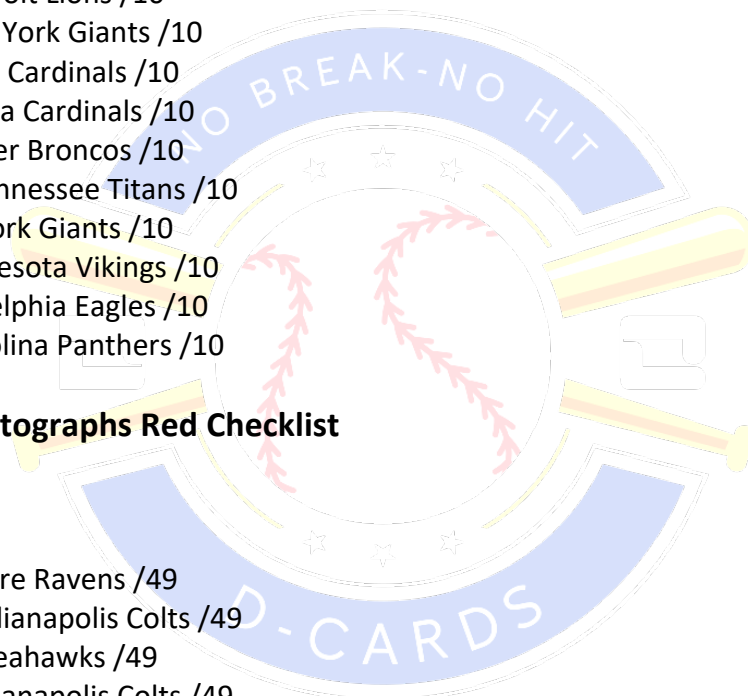 York Giants /10
Cardinals /10
a Cardinals /10
er Broncos /10
nnessee Titans /10
ork Giants /10
esota Vikings /10
elphia Eagles /10
olina Panthers /10
tographs Red Checklist
re Ravens /49
dianapolis Colts /49
eahawks /49
NO BREAK-NO HIT
D-CARDS